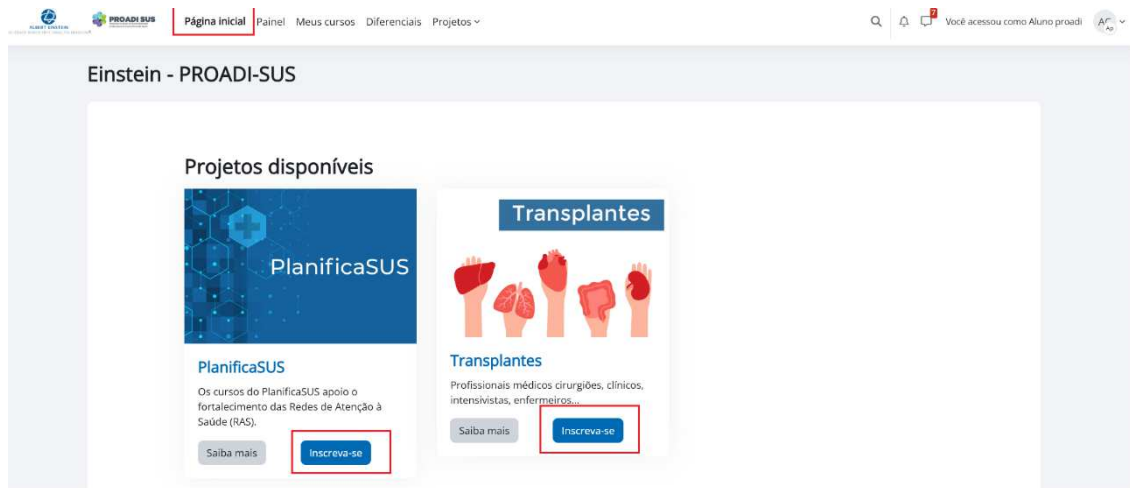 PROADI SUS
Página inicial Painel Meus cursos Diferenciais Projetos
7
Você acessou como Aluno proadi
Ap
Einstein - PROADI-SUS
Projetos disponíveis
PlanificaSUS
Transplantes
PlanificaSUS
Os cursos do PlanificaSUS apoio o
fortalecimento das Redes de Atenção à
Saúde (RAS).
Saiba mais
Inscreva-se
Transplantes
Profissionais médicos cirurgiões, clínicos,
intensivistas, enfermeiros...
Saiba mais
Inscreva-se